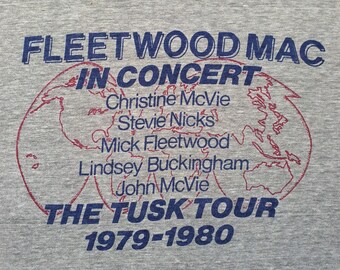 FLEETWOOD MAC
IN CONCERT
Christine McVie
Stevie Nicks
Mick Fleetwood
Lindsey Buckingham
John McVie
THE TUSK TOUR
1979-1980